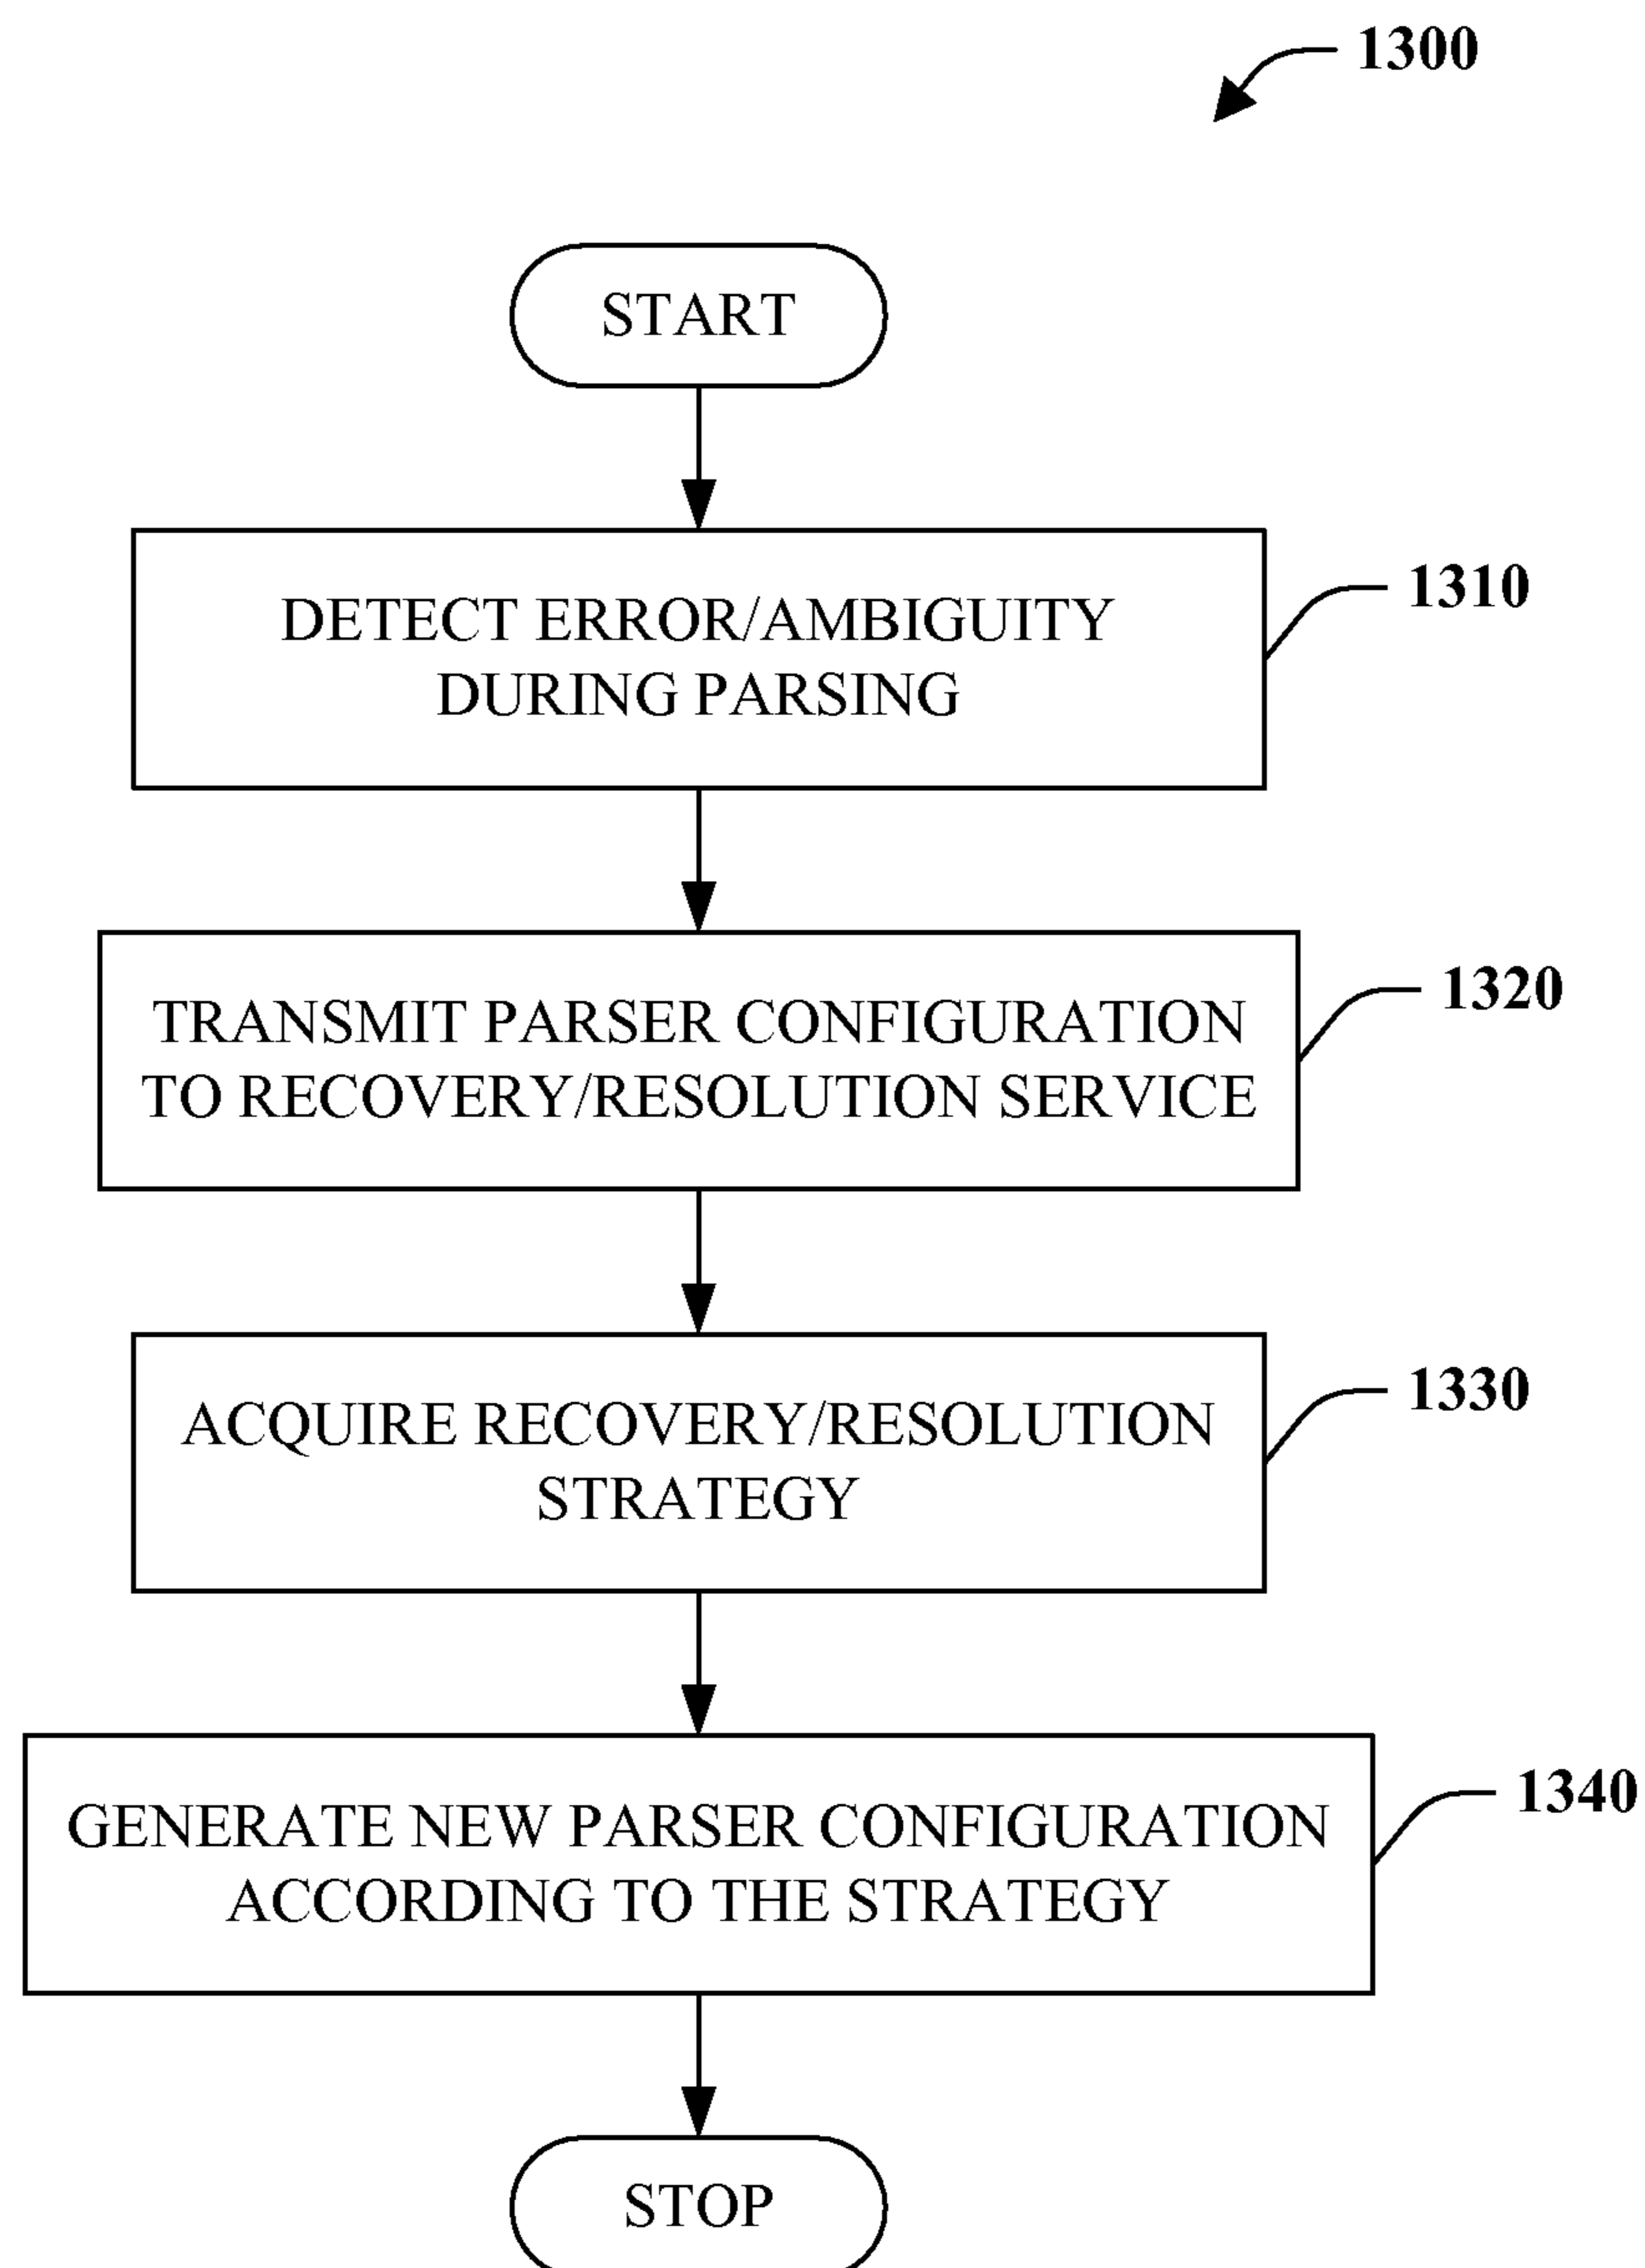 1300
START
DETECT ERROR/AMBIGUITY
DURING PARSING
1310
TRANSMIT PARSER CONFIGURATION
TO RECOVERY/RESOLUTION SERVICE
1320
ACQUIRE RECOVERY/RESOLUTION
STRATEGY
1330
GENERATE NEW PARSER CONFIGURATION
ACCORDING TO THE STRATEGY
1340
STOP